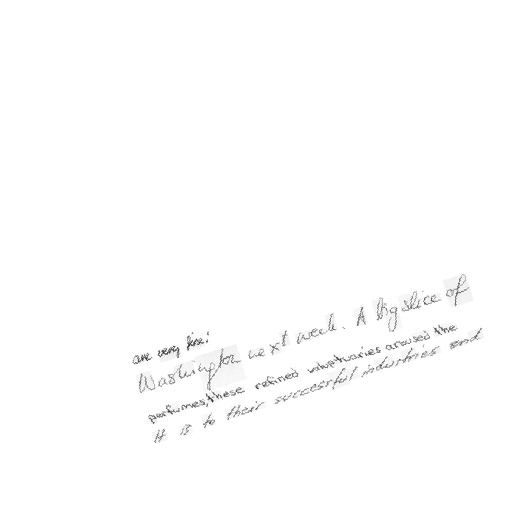 are very fine!
Washington next week. A big slice of
perfumes, these refined voluptuaries aroused the
It is to their successful industries and